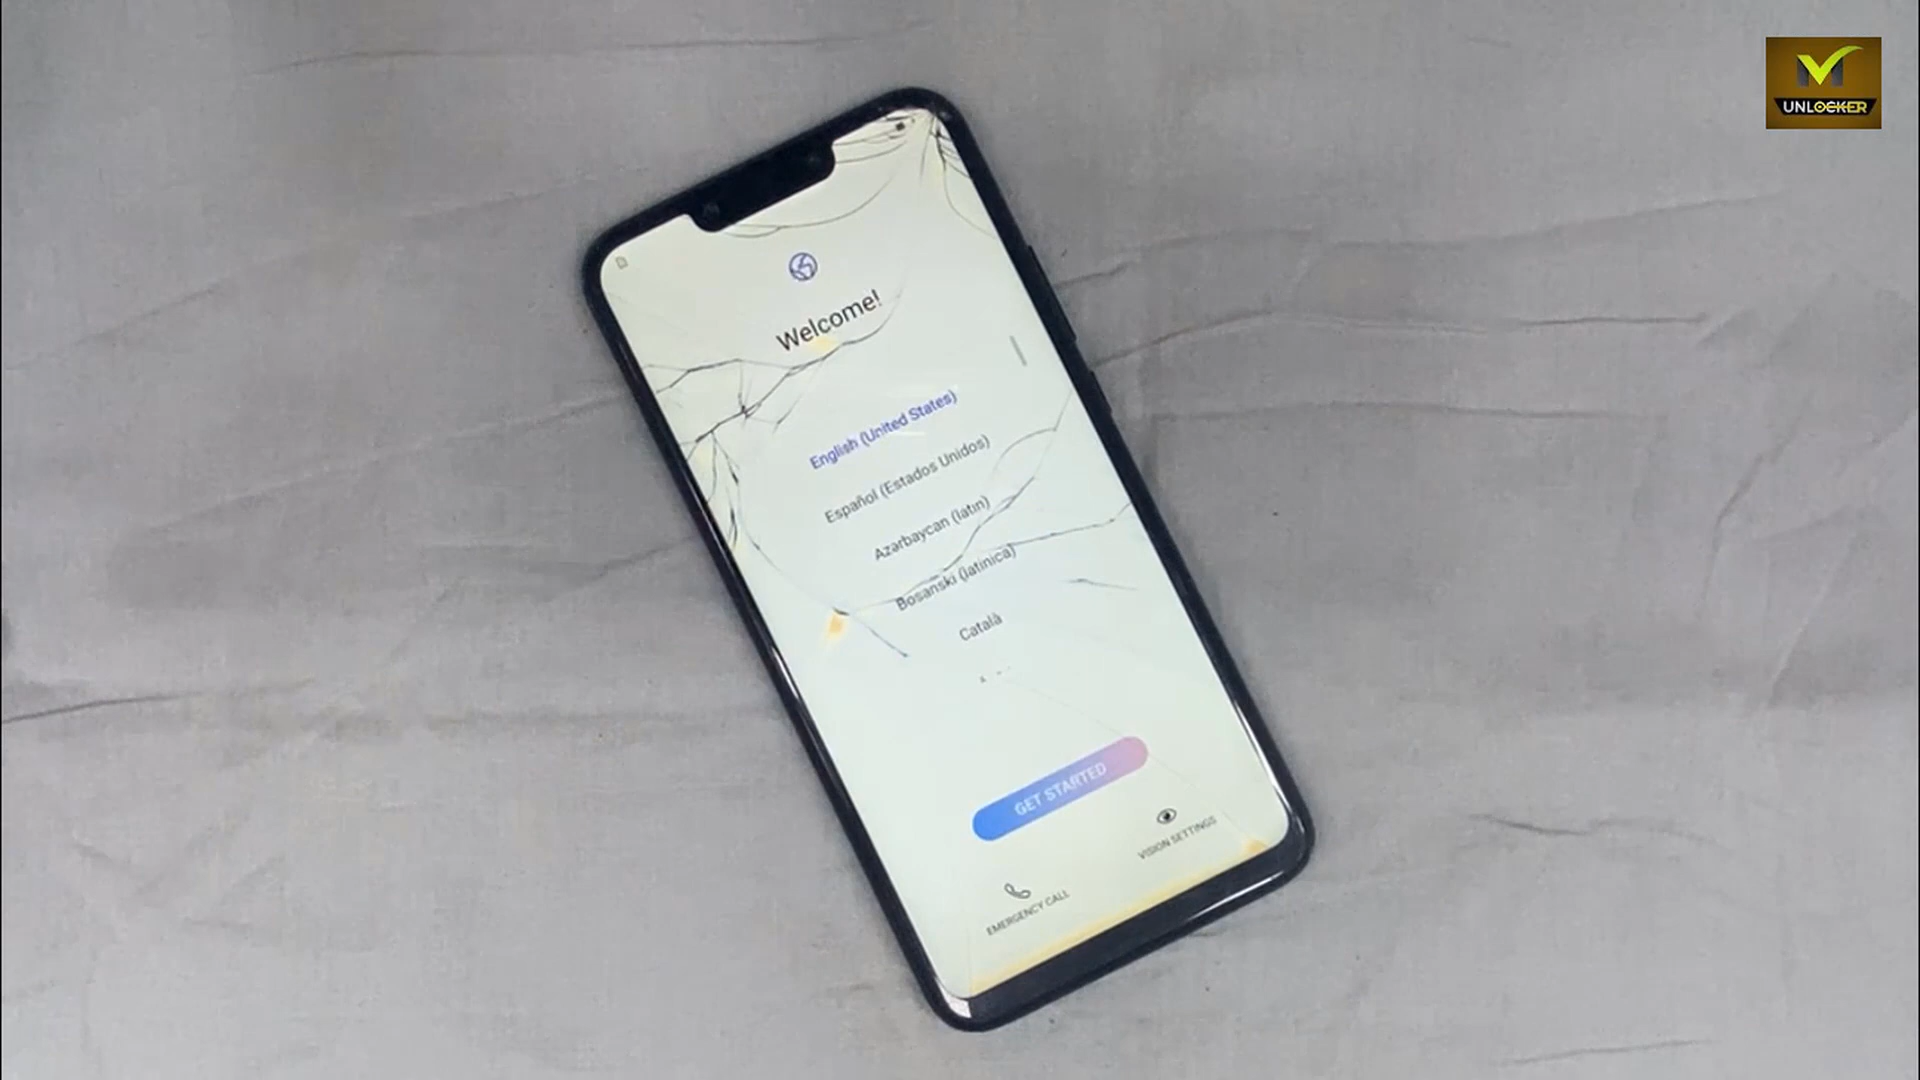 UNLOCKER
Welcome!
English (United States)
Español (Estados Unidos)
Azərbaycan (latın)
Bosanski (latinica)
Català
GET STARTED
VISION SETTINGS
EMERGENCY CALL